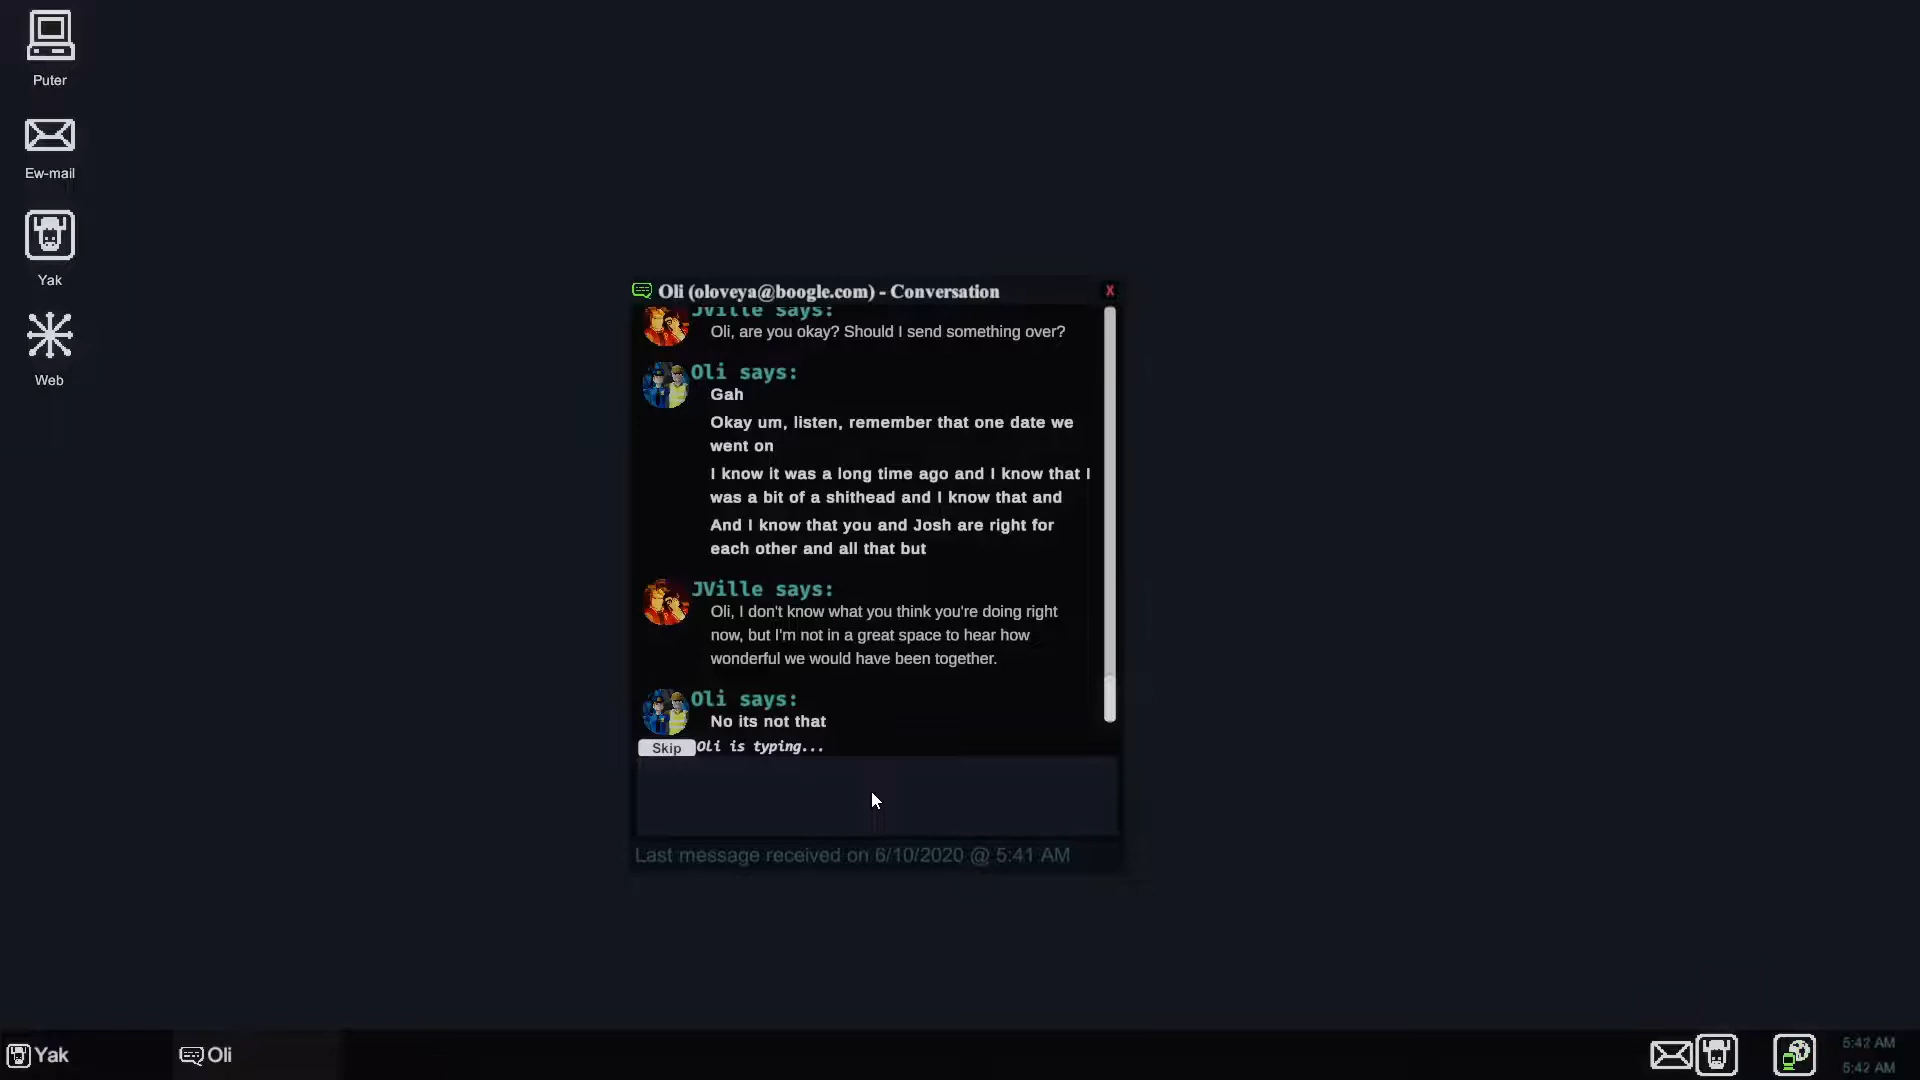 Puter
Ew-mail
Yak
Web
Oli (oloveya@boogle.com) - Conversation
X
JVille says:
Oli, are you okay? Should I send something over?
Oli says:
Gah
Okay um, listen, remember that one date we
went on
I know it was a long time ago and I know that I
was a bit of a shithead and I know that and
And I know that you and Josh are right for
each other and all that but
JVille says:
Oli, I don't know what you think you're doing right
now, but I'm not in a great space to hear how
wonderful we would have been together.
Oli says:
No its not that
Skip
Oli is typing...
Last message received on 6/10/2020 @ 5:41 AM
Yak
Oli
5:42 AM
5:42 AM